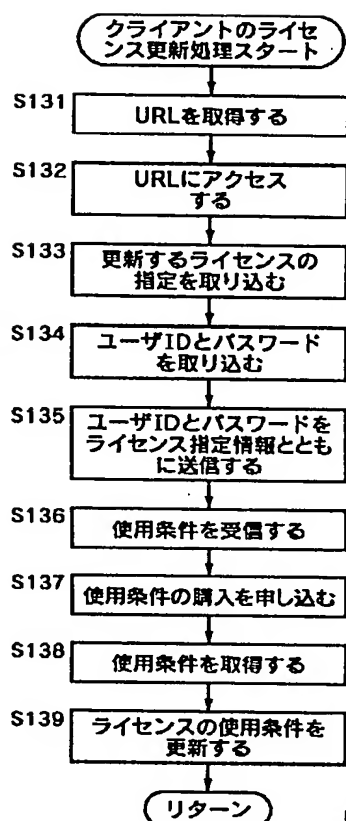 クライアントのライセ
ンス更新処理スタート
S131
URLを取得する
S132
URLにアクセス
する
S133
更新するライセンスの
指定を取り込む
S134
ユーザIDとパスワード
を取り込む
S135
ユーザIDとパスワードを
ライセンス指定情報ととも
に送信する
S136
使用条件を受信する
S137
使用条件の購入を申し込む
S138
使用条件を取得する
S139
ライセンスの使用条件を
更新する
リターン